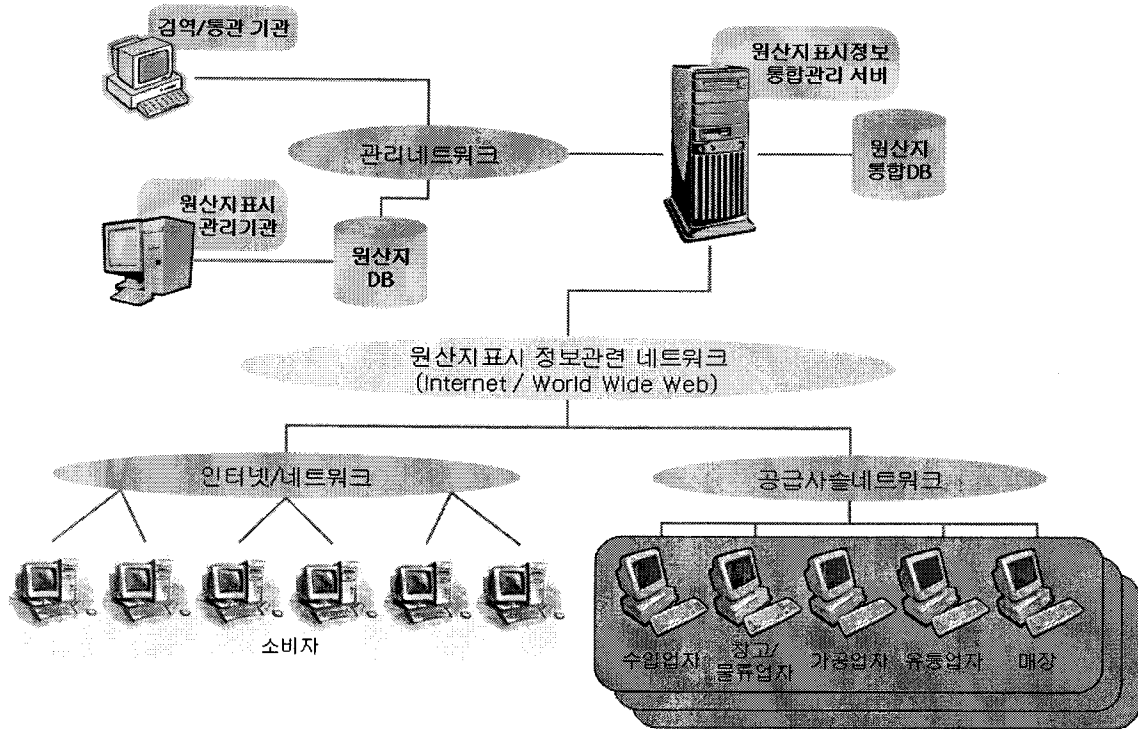 검역/통관 기관
원산지표시정보
통합관리 서버
관리네트워크
원산지
통합DB
원산지표시
관리기관
원산지
DB
원산지표시 정보관련 네트워크
(Internet / World Wide Web)
인터넷/네트워크
공급사슬네트워크
소비자
수입업자
창고/
물류업자
가공업자
유통업자
매장